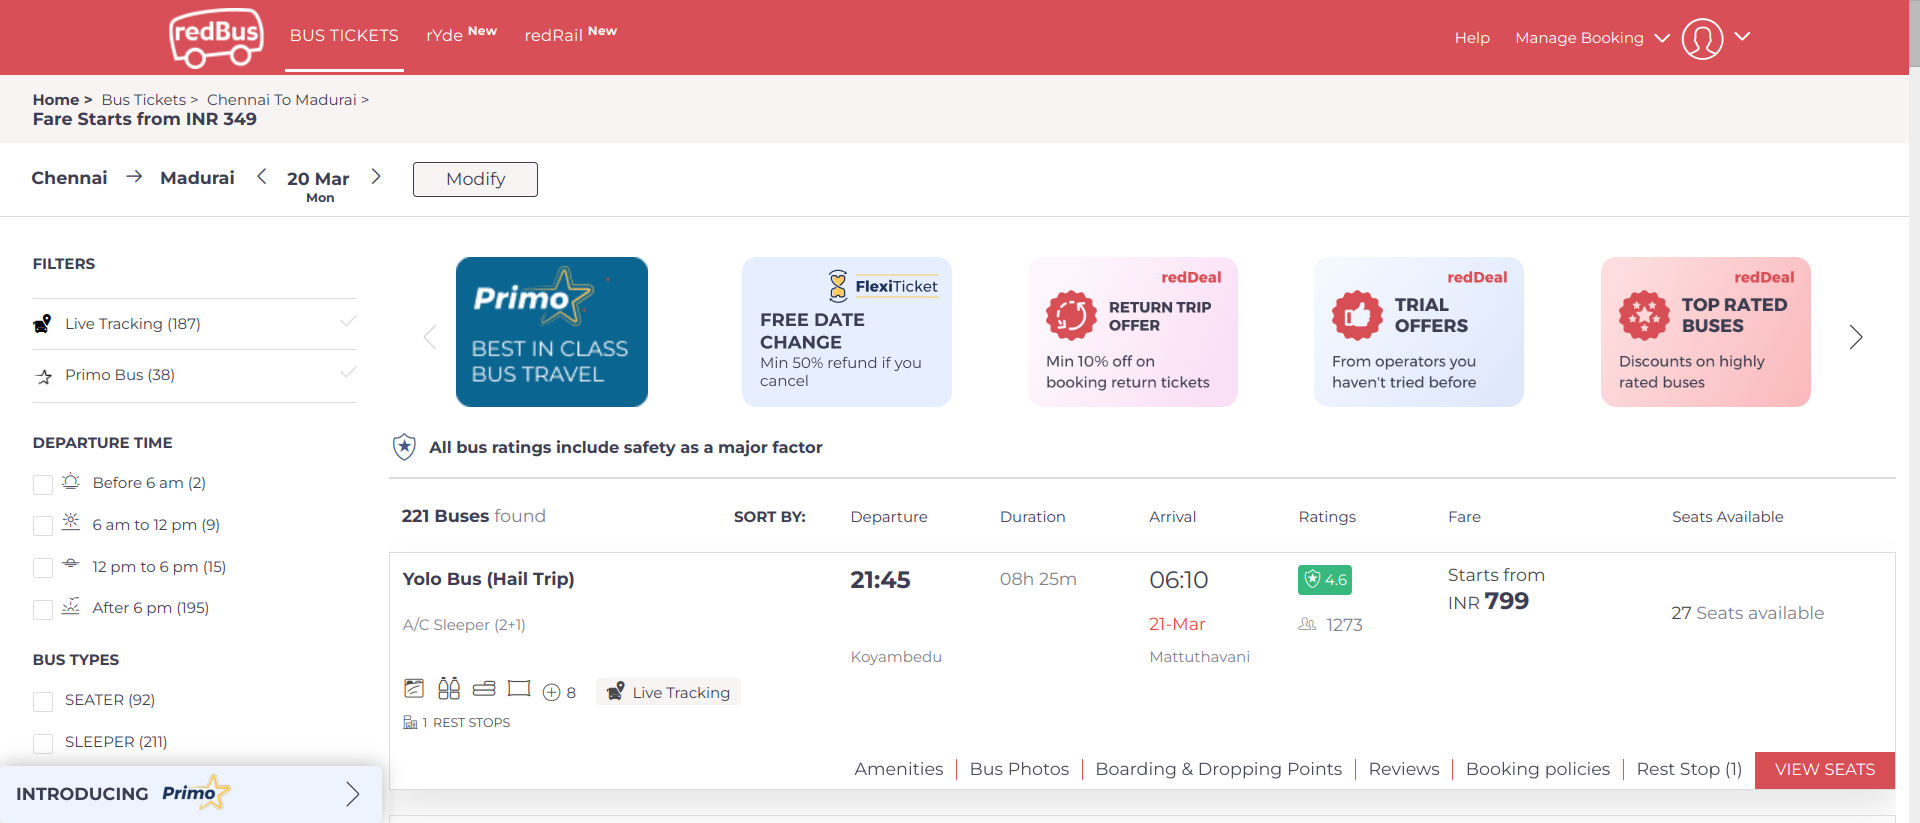 redBus
BUS TICKETS
rYde New
redRail New
Help
Manage Booking
Home > Bus Tickets > Chennai To Madurai >
Fare Starts from INR 349
Chennai → Madurai < 20 Mar >
Mon
Modify
FILTERS
Live Tracking (187)
Primo Bus (38)
DEPARTURE TIME
Before 6 am (2)
6 am to 12 pm (9)
12 pm to 6 pm (15)
After 6 pm (195)
BUS TYPES
SEATER (92)
SLEEPER (211)
INTRODUCING Primo
Primo
BEST IN CLASS
BUS TRAVEL
FlexiTicket
FREE DATE
CHANGE
Min 50% refund if you
cancel
redDeal
RETURN TRIP
OFFER
Min 10% off on
booking return tickets
redDeal
TRIAL
OFFERS
From operators you
haven't tried before
redDeal
TOP RATED
BUSES
Discounts on highly
rated buses
All bus ratings include safety as a major factor
221 Buses found
SORT BY: Departure Duration Arrival Ratings Fare Seats Available
Yolo Bus (Hail Trip)
A/C Sleeper (2+1)
21:45
Koyambedu
08h 25m
06:10
21-Mar
Mattuthavani
4.6
1273
Starts from
INR 799
27 Seats available
8
Live Tracking
1 REST STOPS
Amenities
Bus Photos
Boarding & Dropping Points
Reviews
Booking policies
Rest Stop (1)
VIEW SEATS